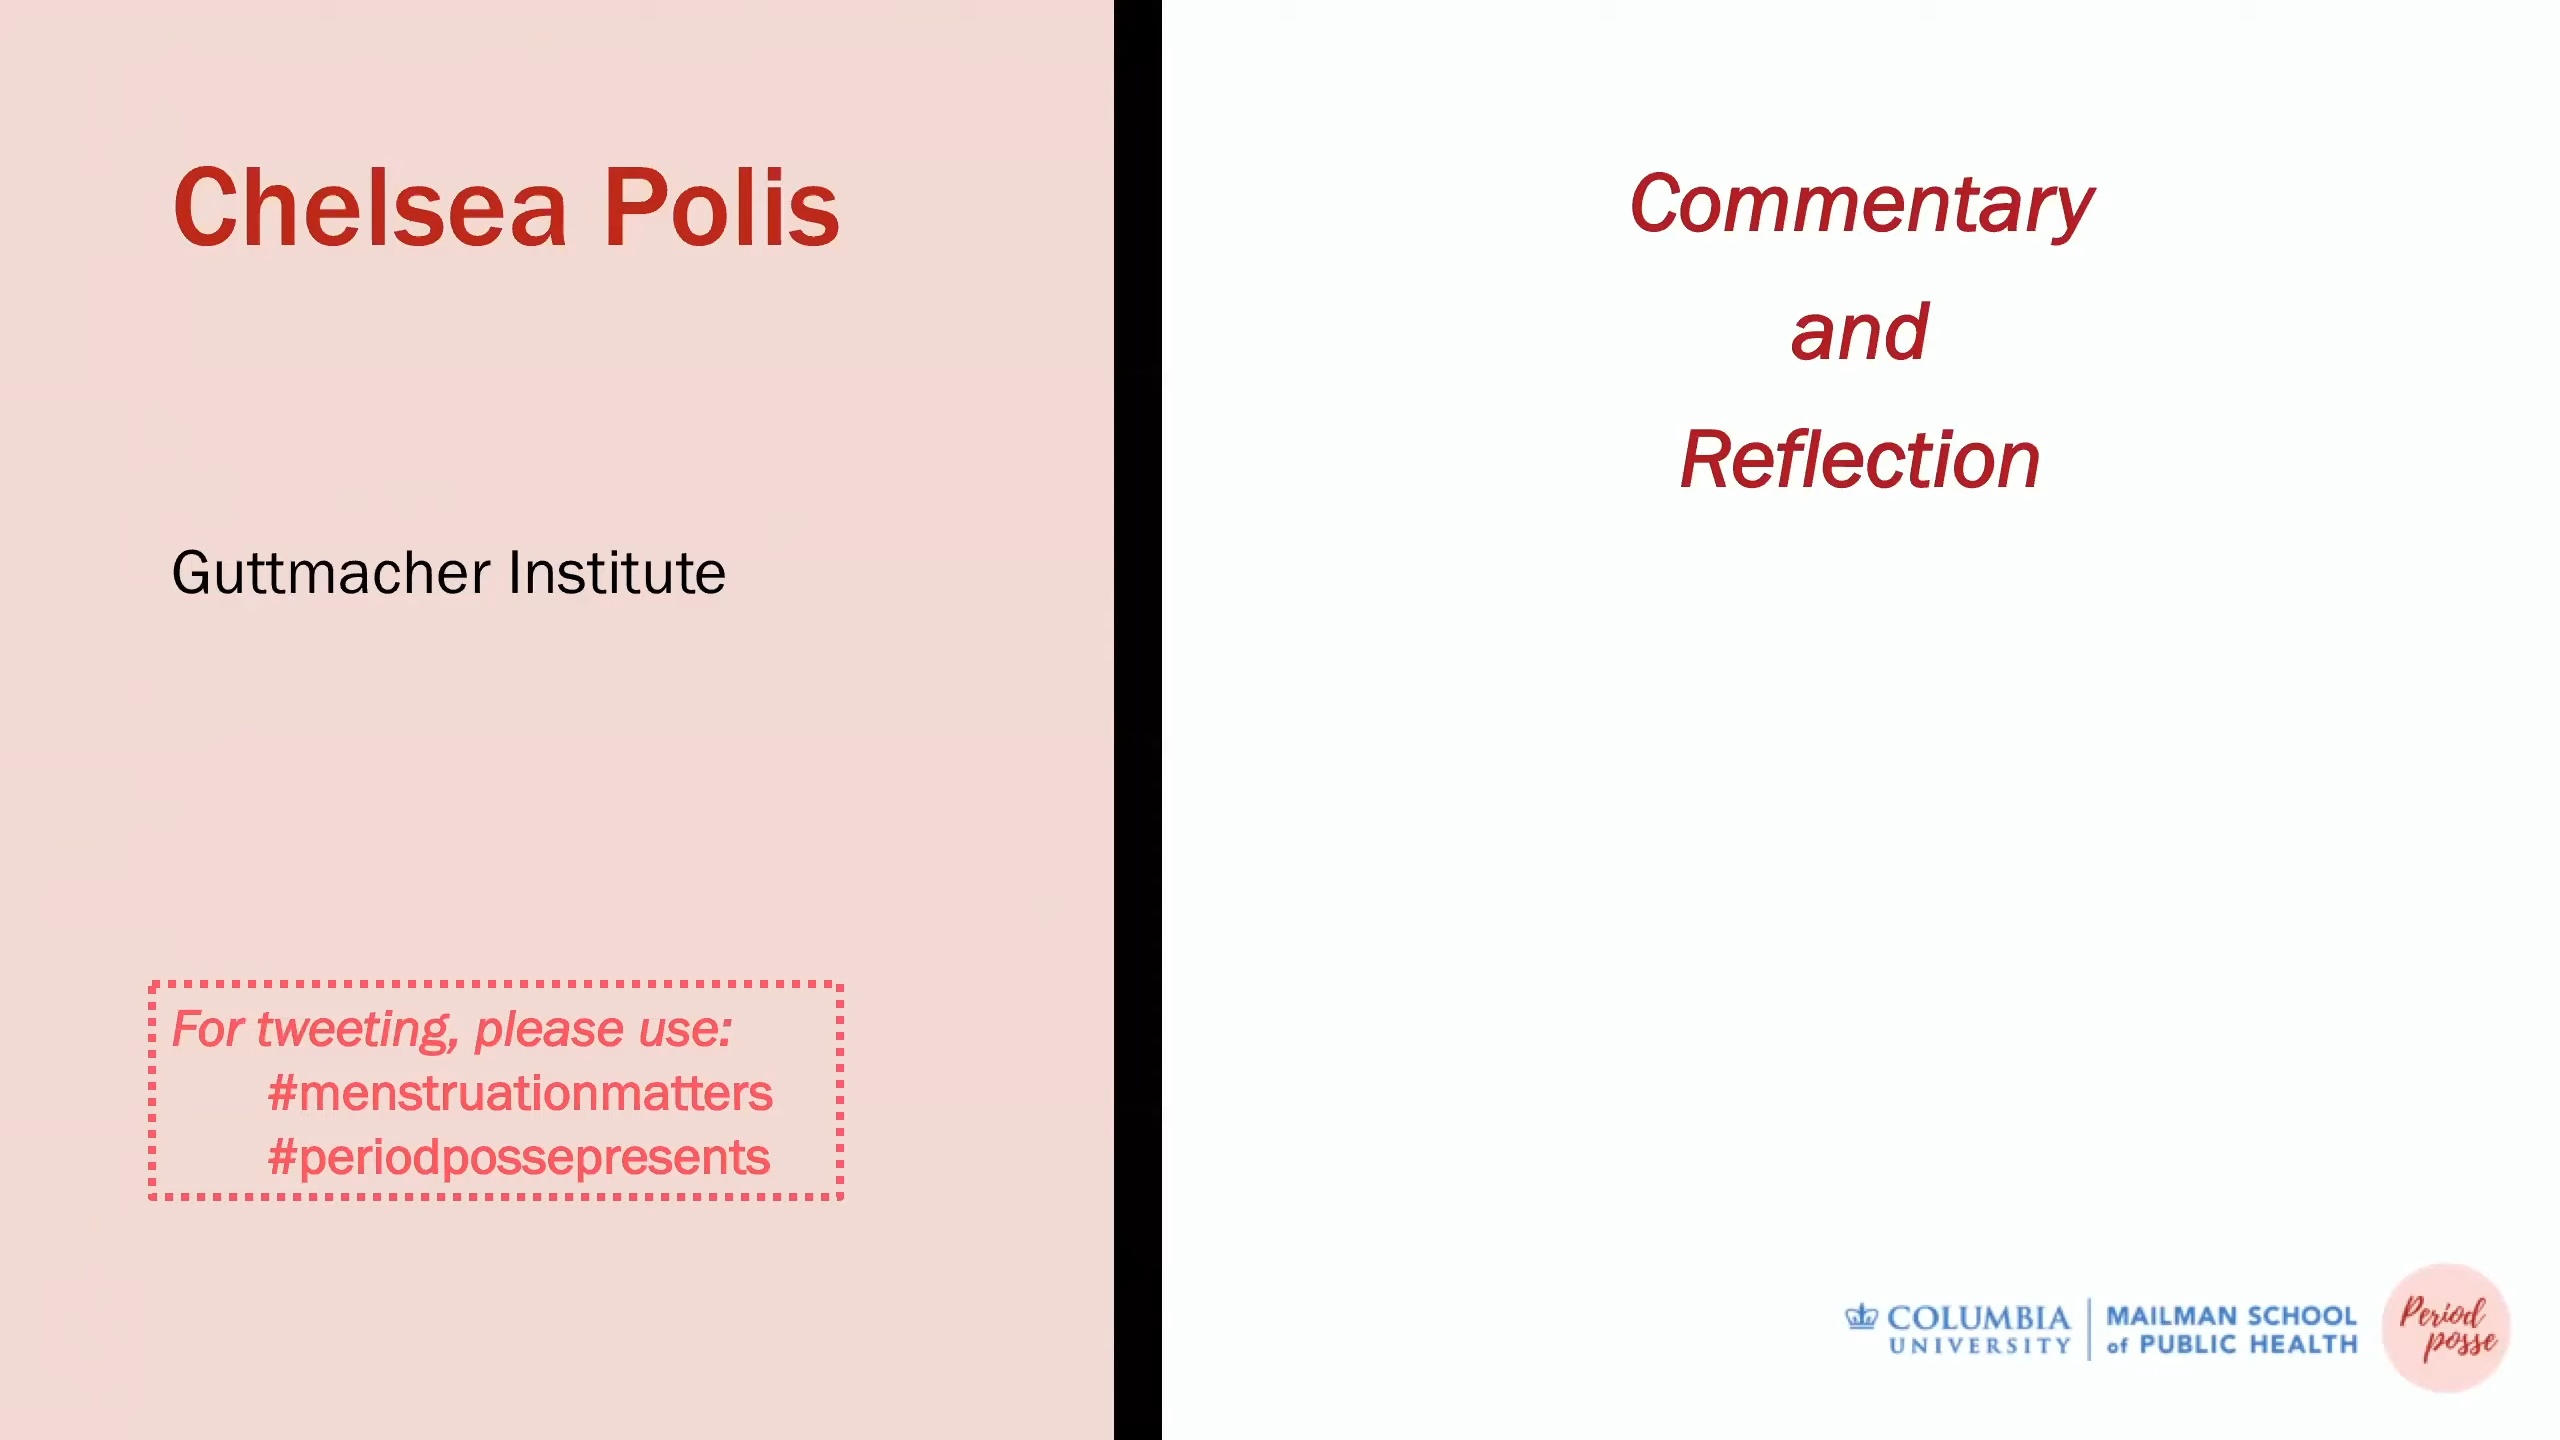 Chelsea Polis
Guttmacher Institute
For tweeting, please use:
#menstruationmatters
#periodpossepresents
Commentary
and
Reflection
COLUMBIA
UNIVERSITY
MAILMAN SCHOOL
of PUBLIC HEALTH
Period
posse